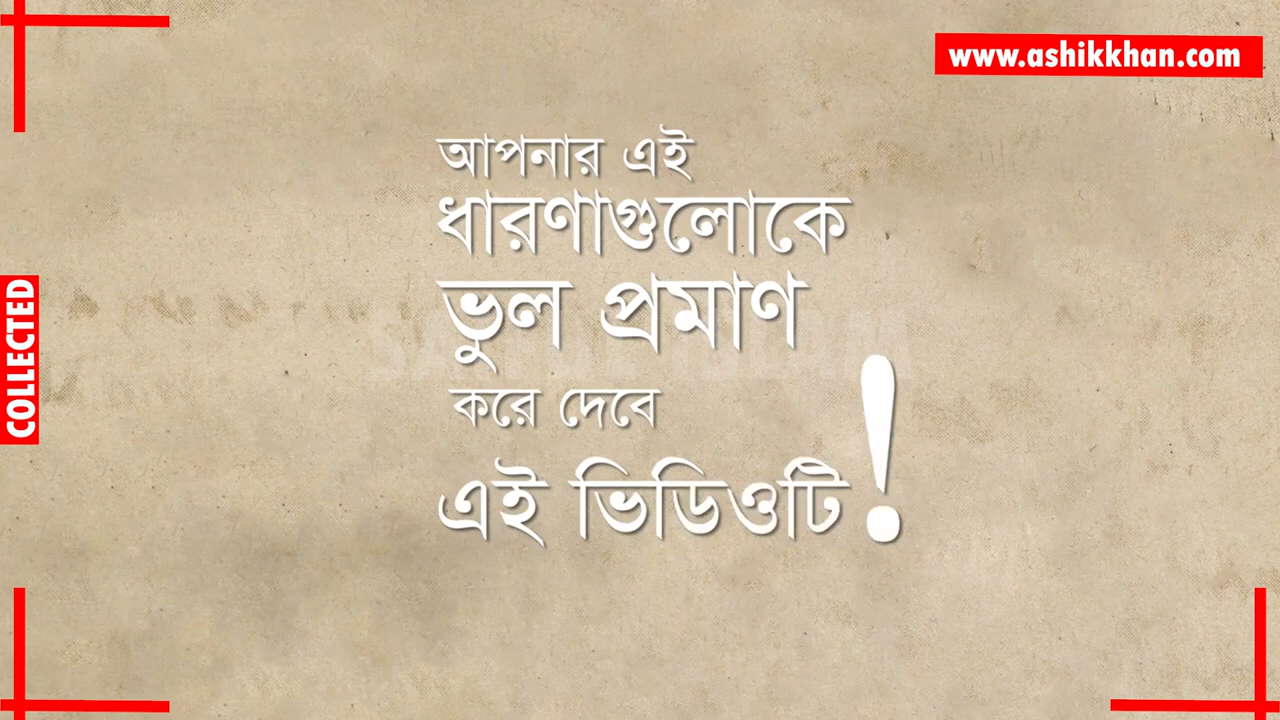 www.ashikkhan.com
আপনার এই
ধারণাগুলোকে
ভুল প্রমাণ
করে দেবে
এই ভিডিওটি!
COLLECTED